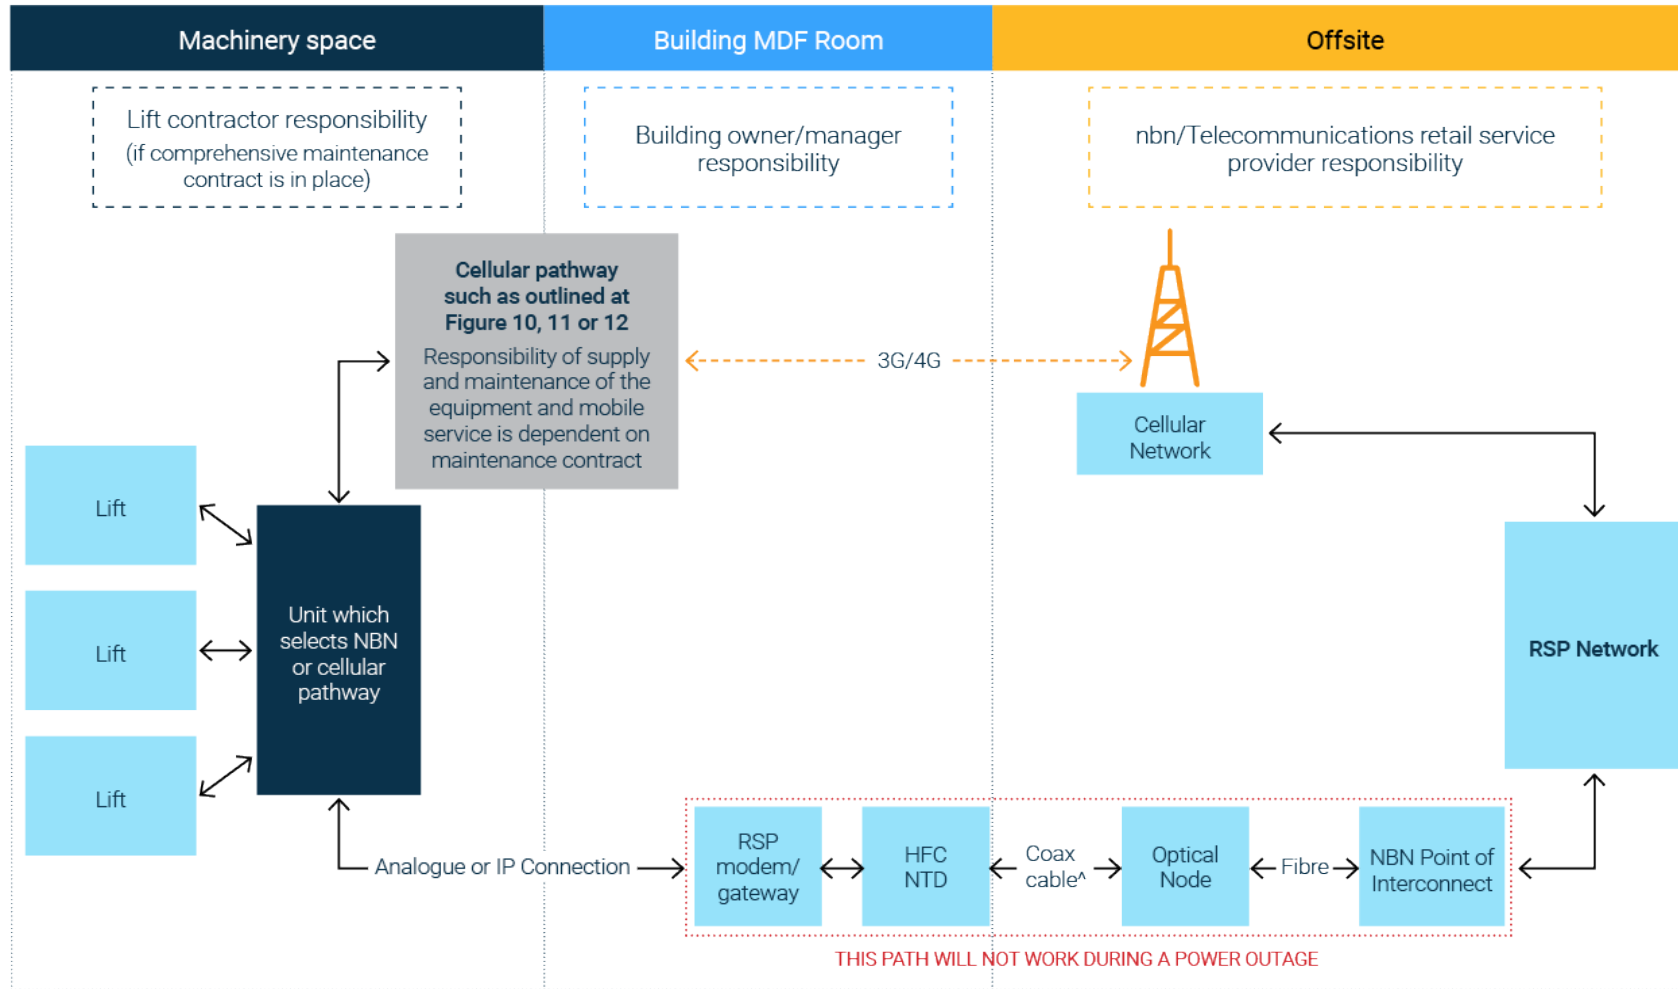 Machinery space
Building MDF Room
Offsite
Lift contractor responsibility
(if comprehensive maintenance
contract is in place)
Building owner/manager
responsibility
nbn/Telecommunications retail service
provider responsibility
Cellular pathway
such as outlined at
Figure 10, 11 or 12
Responsibility of supply
and maintenance of the
equipment and mobile
service is dependent on
maintenance contract
3G/4G
Cellular
Network
Lift
Lift
Lift
Unit which
selects NBN
or cellular
pathway
RSP Network
Analogue or IP Connection
RSP
modem/
gateway
HFC
NTD
Coax
cable^
Optical
Node
Fibre
NBN Point of
Interconnect
THIS PATH WILL NOT WORK DURING A POWER OUTAGE